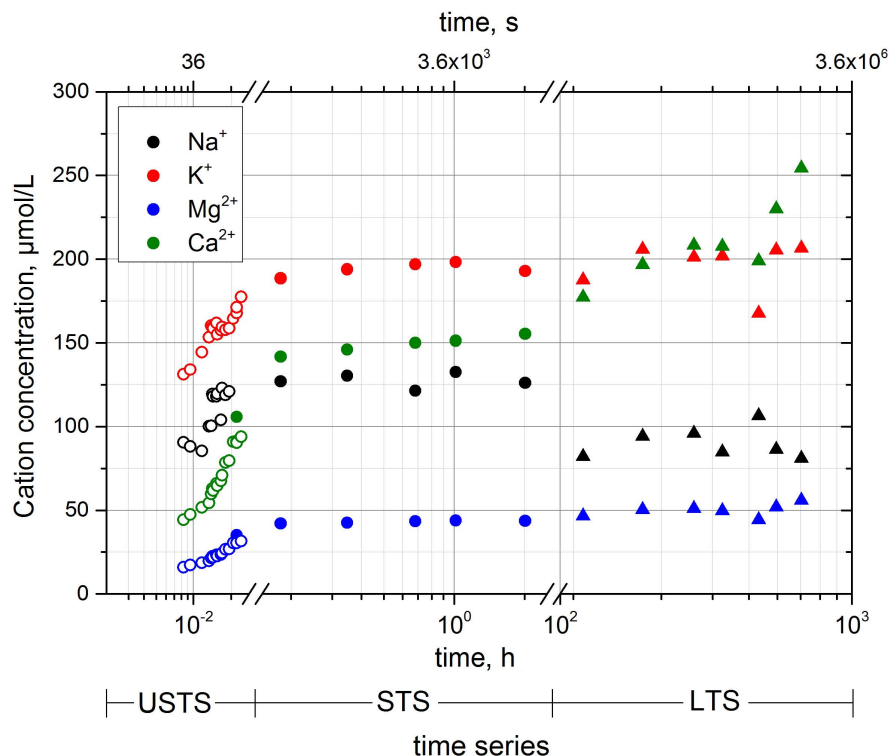 time, s
36 3.6x10³ 3.6x10⁶
300
250
200
150
100
50
0
Cation concentration, µmol/L
Na⁺
K⁺
Mg²⁺
Ca²⁺
10⁻² 10⁰ 10² 10³
time, h
USTS STS LTS
time series